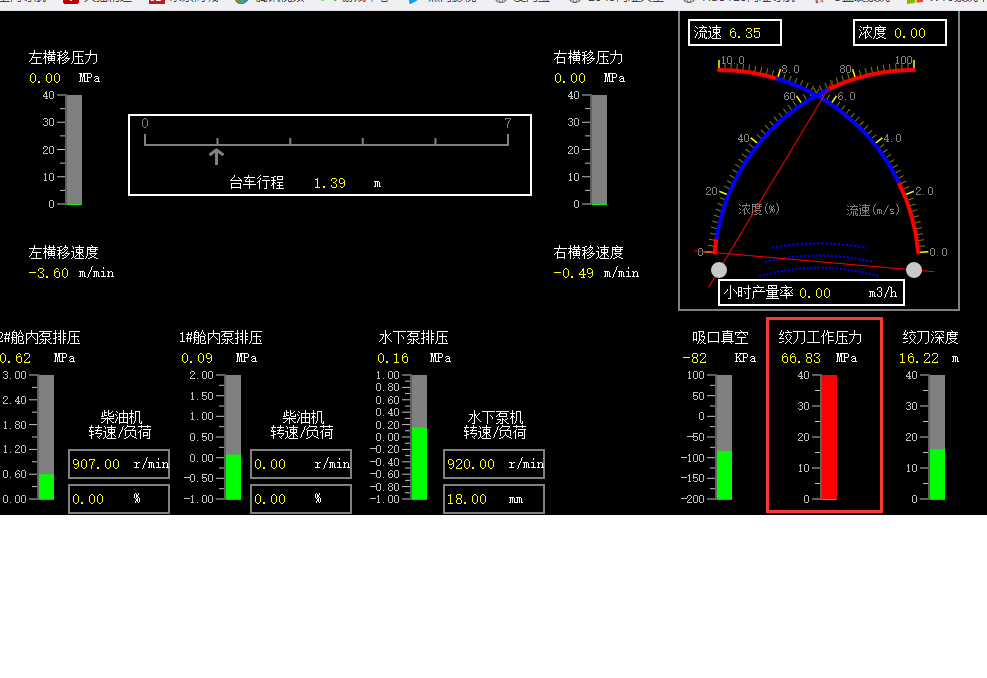 流速 6.35
浓度 0.00
左横移压力
0.00 MPa
40
30
20
10
0
0 7
台车行程 1.39 m
右横移压力
0.00 MPa
40
30
20
10
0
10.0
8.0
6.0
4.0
2.0
0.0
100
80
60
40
20
0
浓度(%)
流速(m/s)
小时产量率 0.00 m3/h
左横移速度
-3.60 m/min
右横移速度
-0.49 m/min
2#舱内泵排压
0.62 MPa
3.00
2.40
1.80
1.20
0.60
0.00
柴油机
转速/负荷
907.00 r/min
0.00 %
1#舱内泵排压
0.09 MPa
2.00
1.50
1.00
0.50
0.00
-0.50
-1.00
柴油机
转速/负荷
0.00 r/min
0.00 %
水下泵排压
0.16 MPa
1.00
0.80
0.60
0.40
0.20
0.00
-0.20
-0.40
-0.60
-0.80
-1.00
水下泵机
转速/负荷
920.00 r/min
18.00 mm
吸口真空
-82 KPa
100
50
0
-50
-100
-150
-200
绞刀工作压力
66.83 MPa
40
30
20
10
0
绞刀深度
16.22 m
40
30
20
10
0